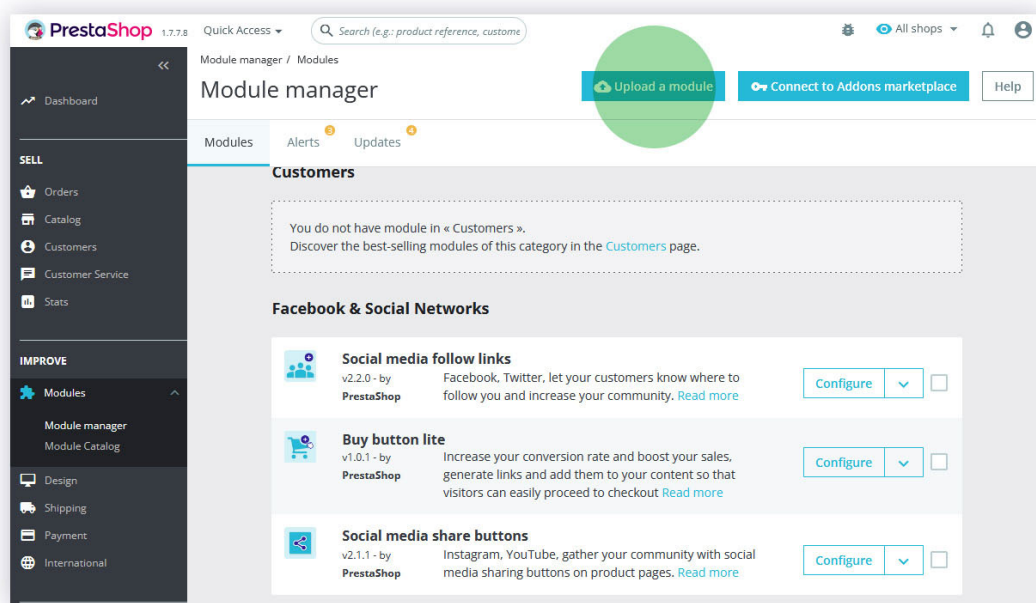 PrestaShop 1.7.7.8 Quick Access Search (e.g.: product reference, custome All shops
Module manager / Modules
Module manager
Upload a module Connect to Addons marketplace Help
Modules Alerts 3 Updates 4
Dashboard
SELL
Orders
Catalog
Customers
Customer Service
Stats
IMPROVE
Modules
Module manager
Module Catalog
Design
Shipping
Payment
International
Customers
You do not have module in « Customers ».
Discover the best-selling modules of this category in the Customers page.
Facebook & Social Networks
Social media follow links
v2.2.0 - by PrestaShop
Facebook, Twitter, let your customers know where to
follow you and increase your community. Read more
Configure
Buy button lite
v1.0.1 - by PrestaShop
Increase your conversion rate and boost your sales,
generate links and add them to your content so that
visitors can easily proceed to checkout Read more
Configure
Social media share buttons
v2.1.1 - by PrestaShop
Instagram, YouTube, gather your community with social
media sharing buttons on product pages. Read more
Configure